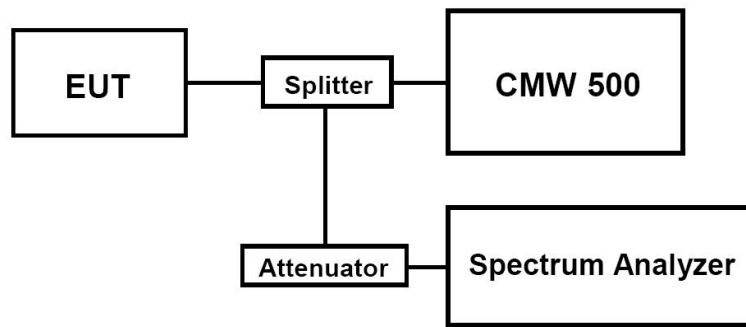 EUT
Splitter
CMW 500
Attenuator
Spectrum Analyzer